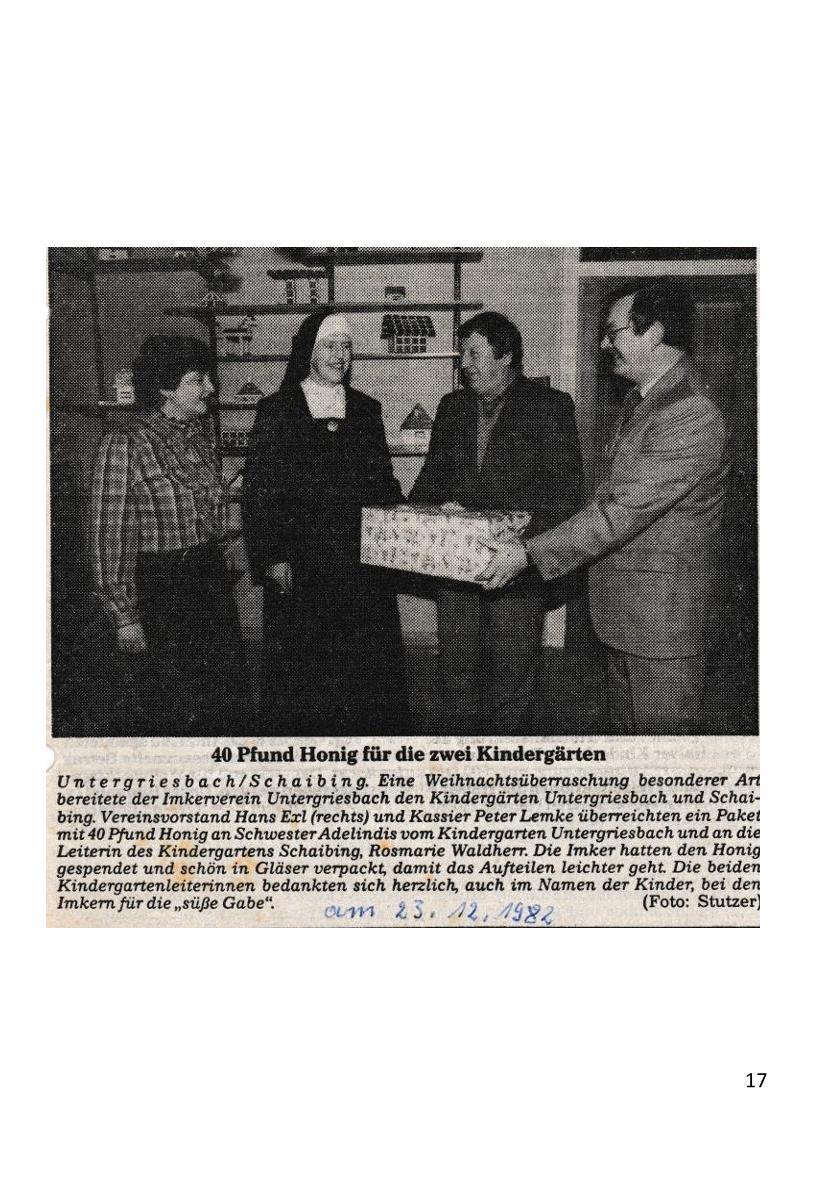 40 Pfund Honig für die zwei Kindergärten
Untergriesbach/Schaibing. Eine Weihnachtsüberraschung besonderer Art
bereitete der Imkerverein Untergriesbach den Kindergärten Untergriesbach und Schai-
bing. Vereinsvorstand Hans Exl (rechts) und Kassier Peter Lemke überreichten ein Paket
mit 40 Pfund Honig an Schwester Adelindis vom Kindergarten Untergriesbach und an die
Leiterin des Kindergartens Schaibing, Rosmarie Waldherr. Die Imker hatten den Honig
gespendet und schön in Gläser verpackt, damit das Aufteilen leichter geht. Die beiden
Kindergartenleiterinnen bedankten sich herzlich, auch im Namen der Kinder, bei den
Imkern für die „süße Gabe“. (Foto: Stutzer)
am 23. 12. 1982
17